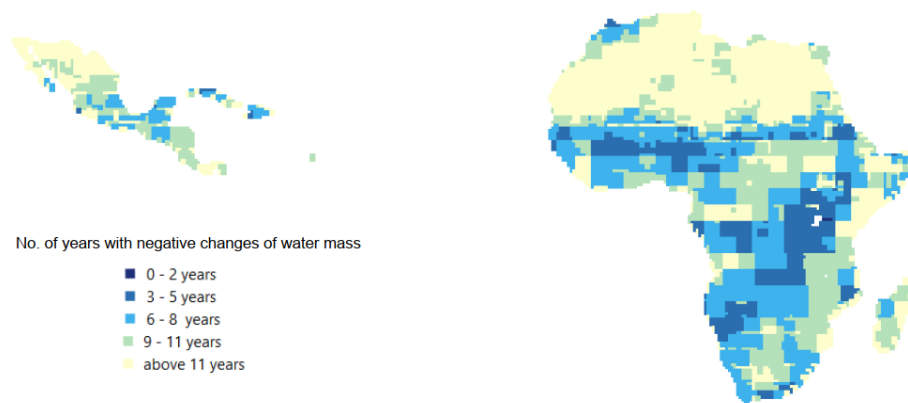 No. of years with negative changes of water mass
0 - 2 years
3 - 5 years
6 - 8 years
9 - 11 years
above 11 years